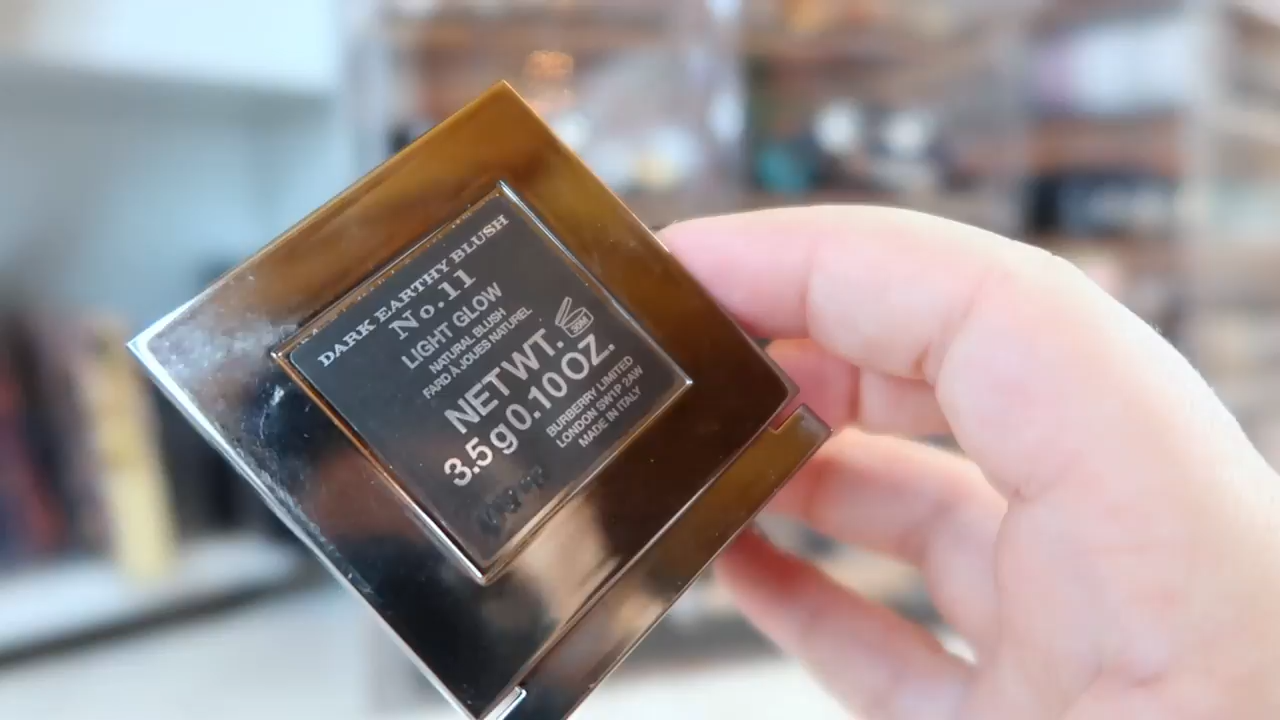 DARK EARTHY BLUSH
No.11
LIGHT GLOW
NATURAL BLUSH
FARD À JOUES NATUREL
NET WT.
3.5 g 0.10 OZ.
BURBERRY LIMITED
LONDON SW1P 2AW
MADE IN ITALY